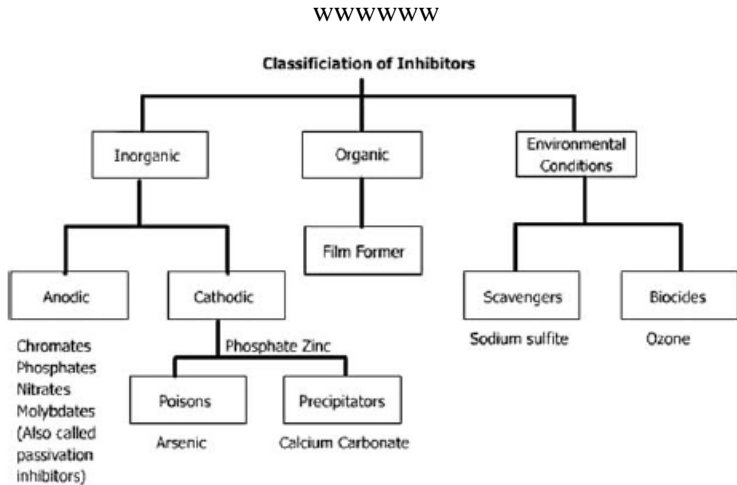 wwwwww
Classificiation of Inhibitors
Inorganic
Organic
Environmental
Conditions
Film Former
Anodic
Cathodic
Scavengers
Biocides
Chromates
Phosphates
Nitrates
Molybdates
(Also called
passivation
inhibitors)
Phosphate Zinc
Sodium sulfite
Ozone
Poisons
Precipitators
Arsenic
Calcium Carbonate